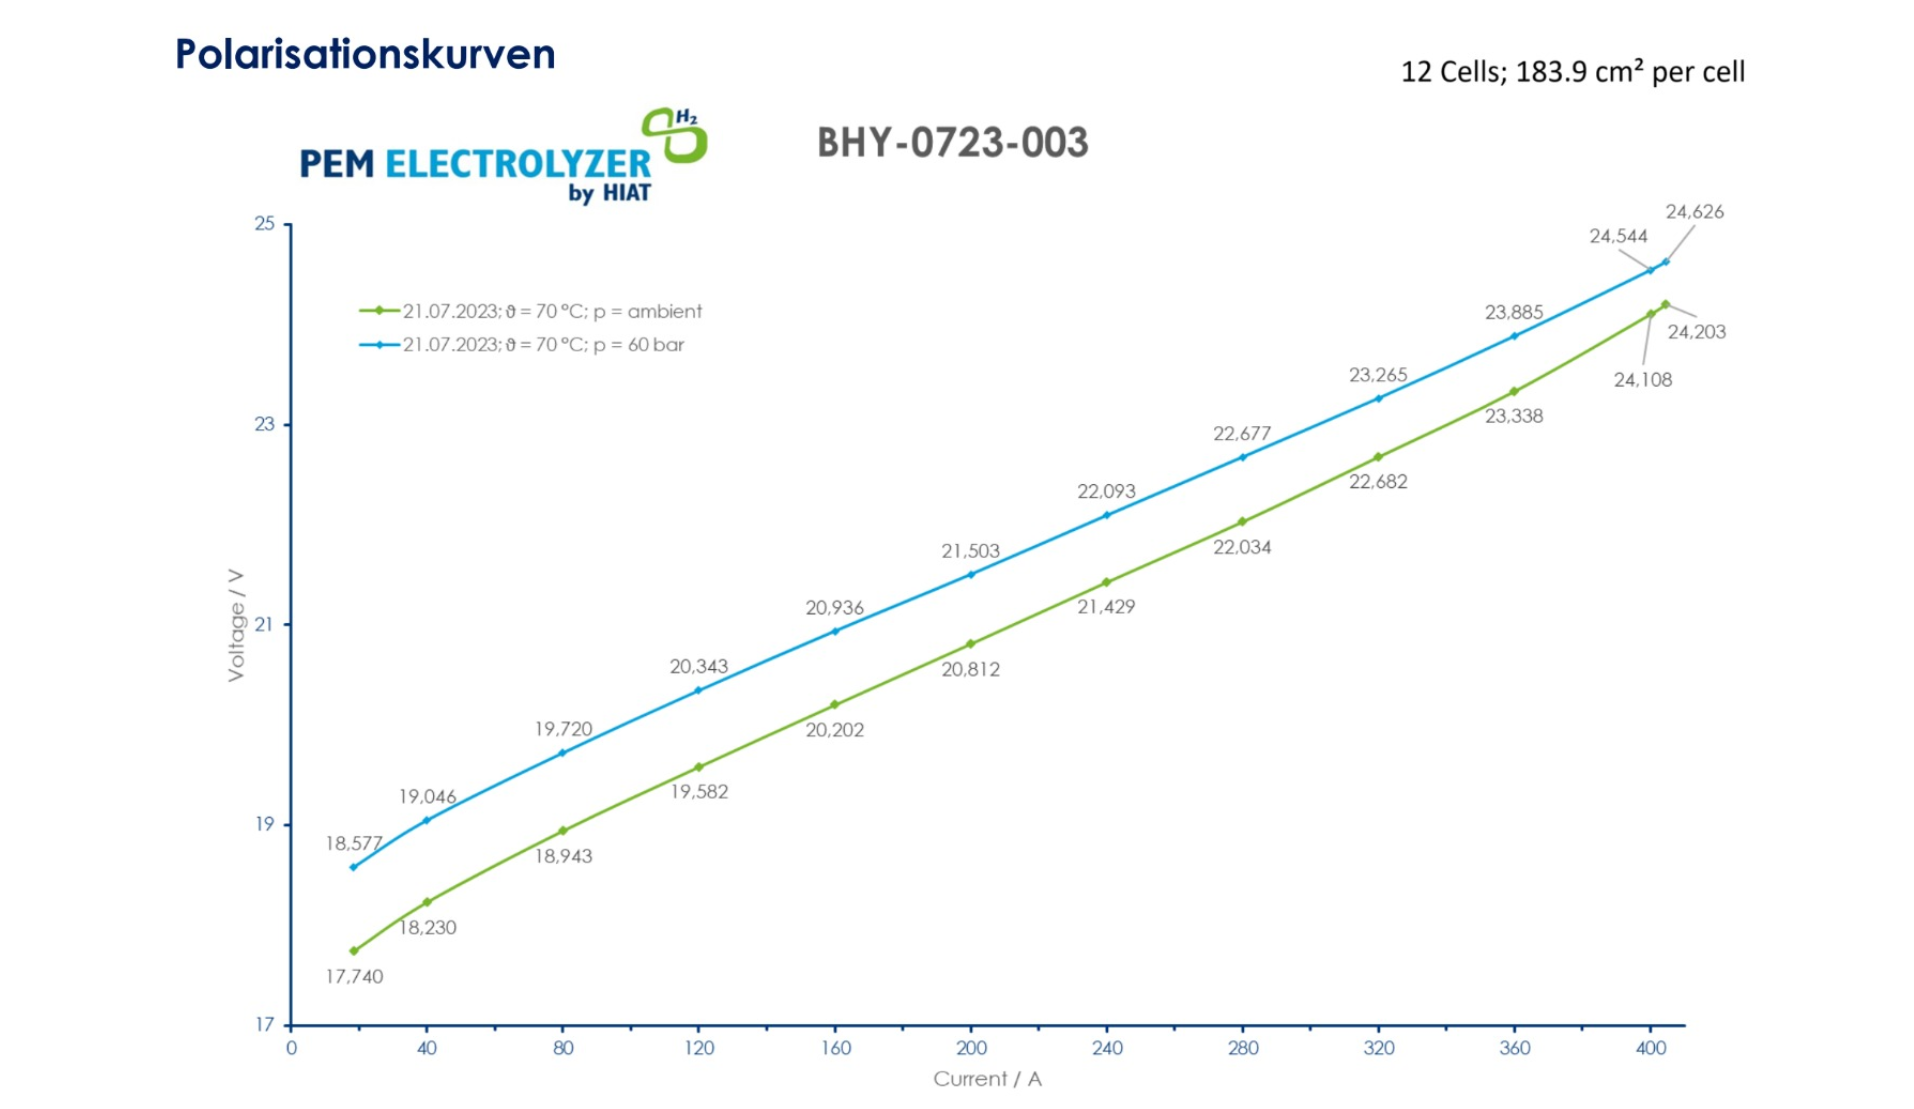 Polarisationskurven
12 Cells; 183.9 cm² per cell
H₂
PEM ELECTROLYZER
by HIAT
BHY-0723-003
21.07.2023; ϑ = 70 °C; p = ambient
21.07.2023; ϑ = 70 °C; p = 60 bar
Voltage / V
25
23
21
19
17
18,577
19,046
19,720
20,343
20,936
21,503
22,093
22,677
23,265
23,885
24,544
24,626
17,740
18,230
18,943
19,582
20,202
20,812
21,429
22,034
22,682
23,338
24,108
24,203
0 40 80 120 160 200 240 280 320 360 400
Current / A